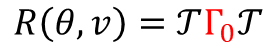 R(θ, v) = 𝒯Γ₀𝒯